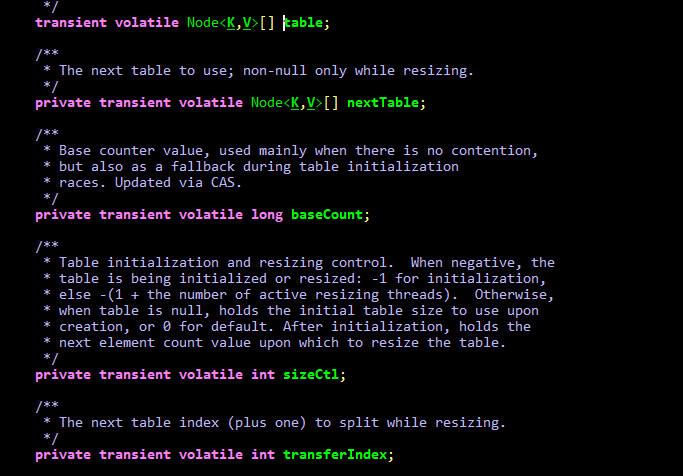 */
transient volatile Node<K,V>[] table;
/**
* The next table to use; non-null only while resizing.
*/
private transient volatile Node<K,V>[] nextTable;
/**
* Base counter value, used mainly when there is no contention,
* but also as a fallback during table initialization
* races. Updated via CAS.
*/
private transient volatile long baseCount;
/**
* Table initialization and resizing control.  When negative, the
* table is being initialized or resized: -1 for initialization,
* else -(1 + the number of active resizing threads).  Otherwise,
* when table is null, holds the initial table size to use upon
* creation, or 0 for default. After initialization, holds the
* next element count value upon which to resize the table.
*/
private transient volatile int sizeCtl;
/**
* The next table index (plus one) to split while resizing.
*/
private transient volatile int transferIndex;